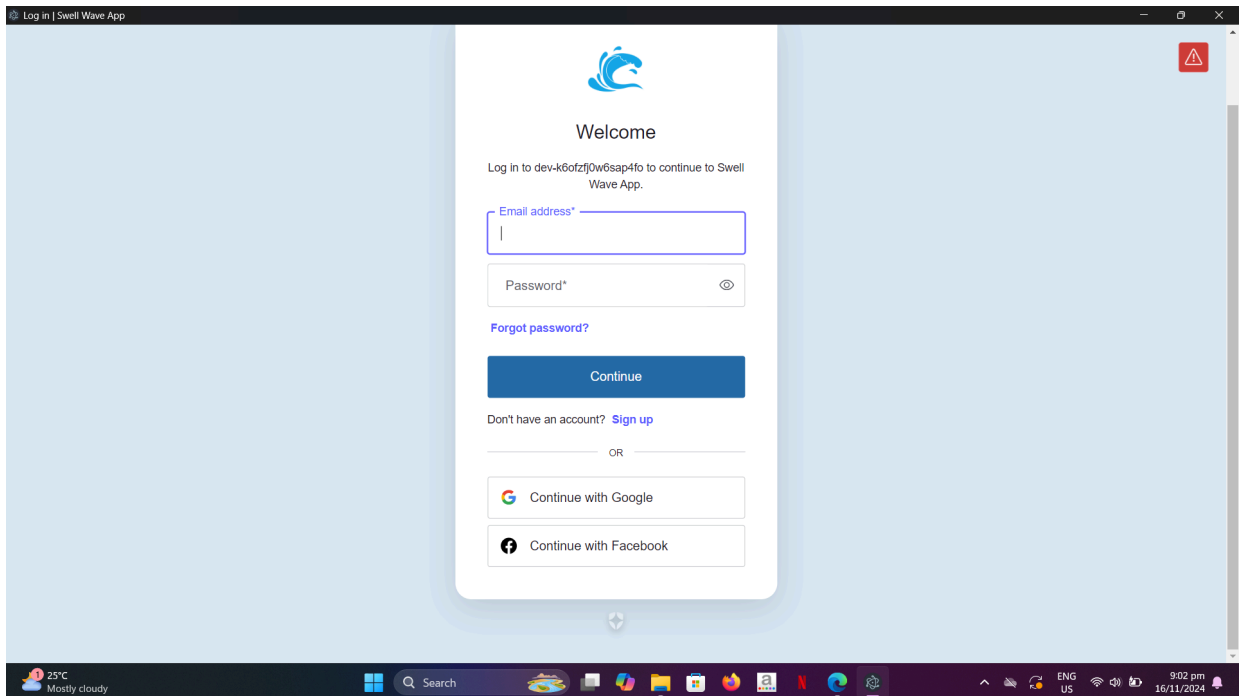 Log in | Swell Wave App
Welcome
Log in to dev-k6ofzfj0w6sap4fo to continue to Swell
Wave App.
Email address*
Password*
Forgot password?
Continue
Don't have an account? Sign up
OR
Continue with Google
Continue with Facebook
1
25°C
Mostly cloudy
Search
a
N
ENG
US
9:02 pm
16/11/2024